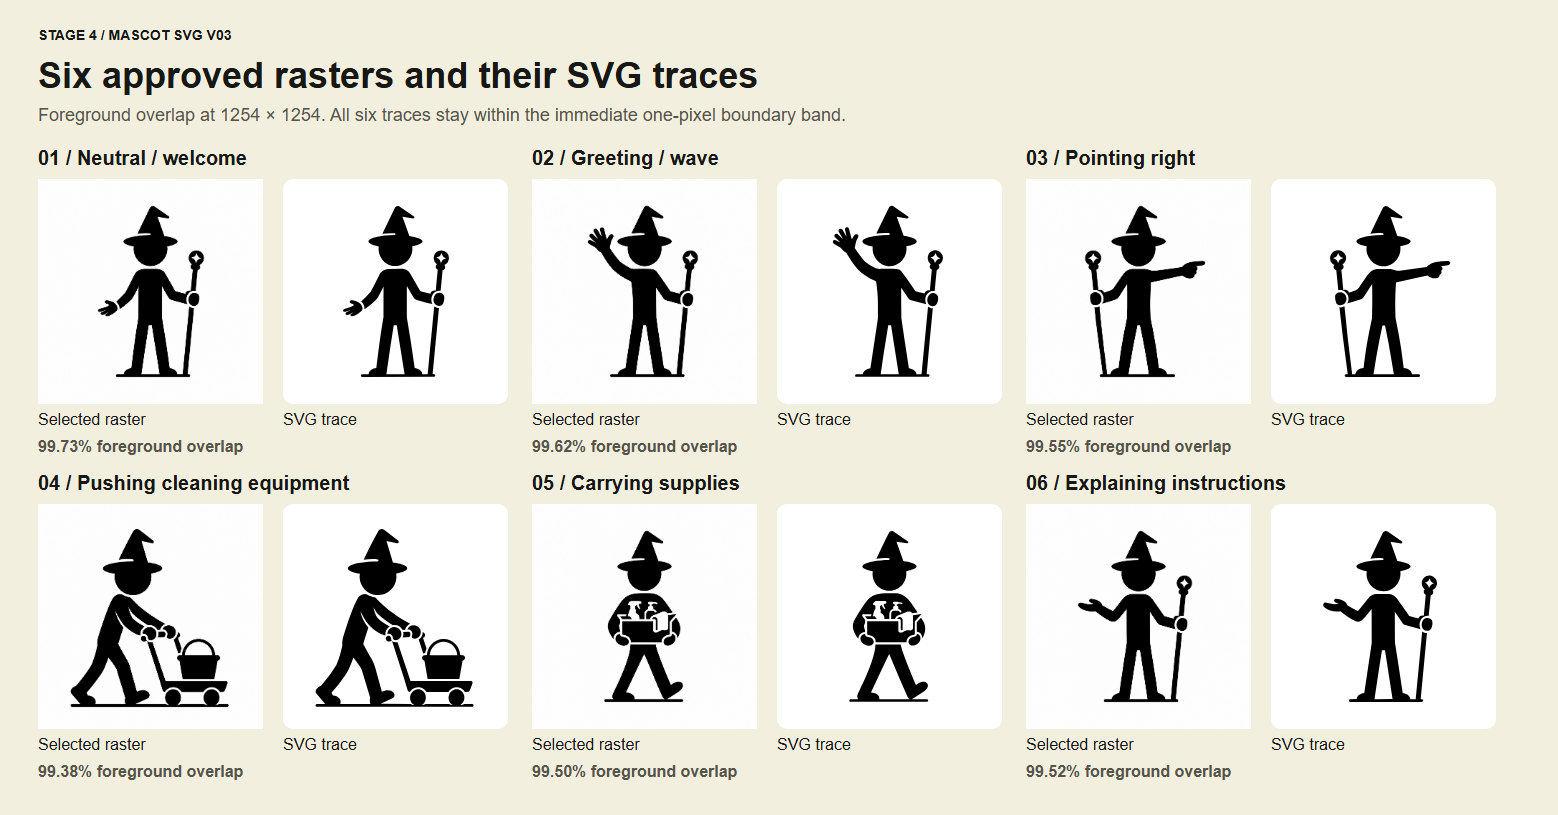 STAGE 4 / MASCOT SVG V03
Six approved rasters and their SVG traces
Foreground overlap at 1254 × 1254. All six traces stay within the immediate one-pixel boundary band.
01 / Neutral / welcome
Selected raster
SVG trace
99.73% foreground overlap
02 / Greeting / wave
Selected raster
SVG trace
99.62% foreground overlap
03 / Pointing right
Selected raster
SVG trace
99.55% foreground overlap
04 / Pushing cleaning equipment
Selected raster
SVG trace
99.38% foreground overlap
05 / Carrying supplies
Selected raster
SVG trace
99.50% foreground overlap
06 / Explaining instructions
Selected raster
SVG trace
99.52% foreground overlap